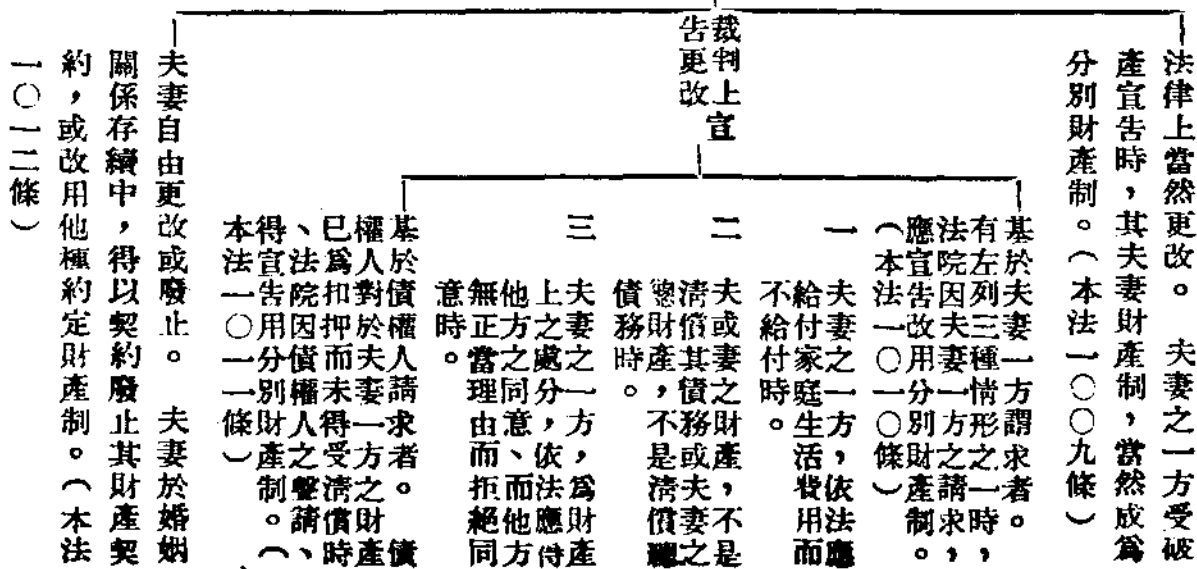 法律上當然更改。　夫妻之一方受破
產宣告時，其夫妻財產制，當然成爲
分別財產制。（本法一〇〇九條）
裁判上宣
告更改
基於夫妻一方謂求者。
有左列三種情形之一時，
法院因夫妻一方之請求，
應宣告改用分別財產制。
（本法一〇一〇條）
一　夫妻之一方，依法應
給付家庭生活費用而
不給付時。
二　夫或妻之財產，不是
清償其債務或夫妻之
總財產，不是清償總
債務時。
三　夫妻之一方，爲財產
上之處分，依法應得
他方之同意、而他方
無正當理由而拒絕同
意時。
基於債權人請求者。　債
權人對於夫妻一方之財產
已爲扣押而未得受清償時
、法院因債權人之聲請、
得宣告用分別財產制。（
本法一〇一一條）
夫妻自由更改或廢止。　夫妻於婚姻
關係存續中，得以契約廢止其財產契
約，或改用他種約定財產制。（本法
一〇一二條）